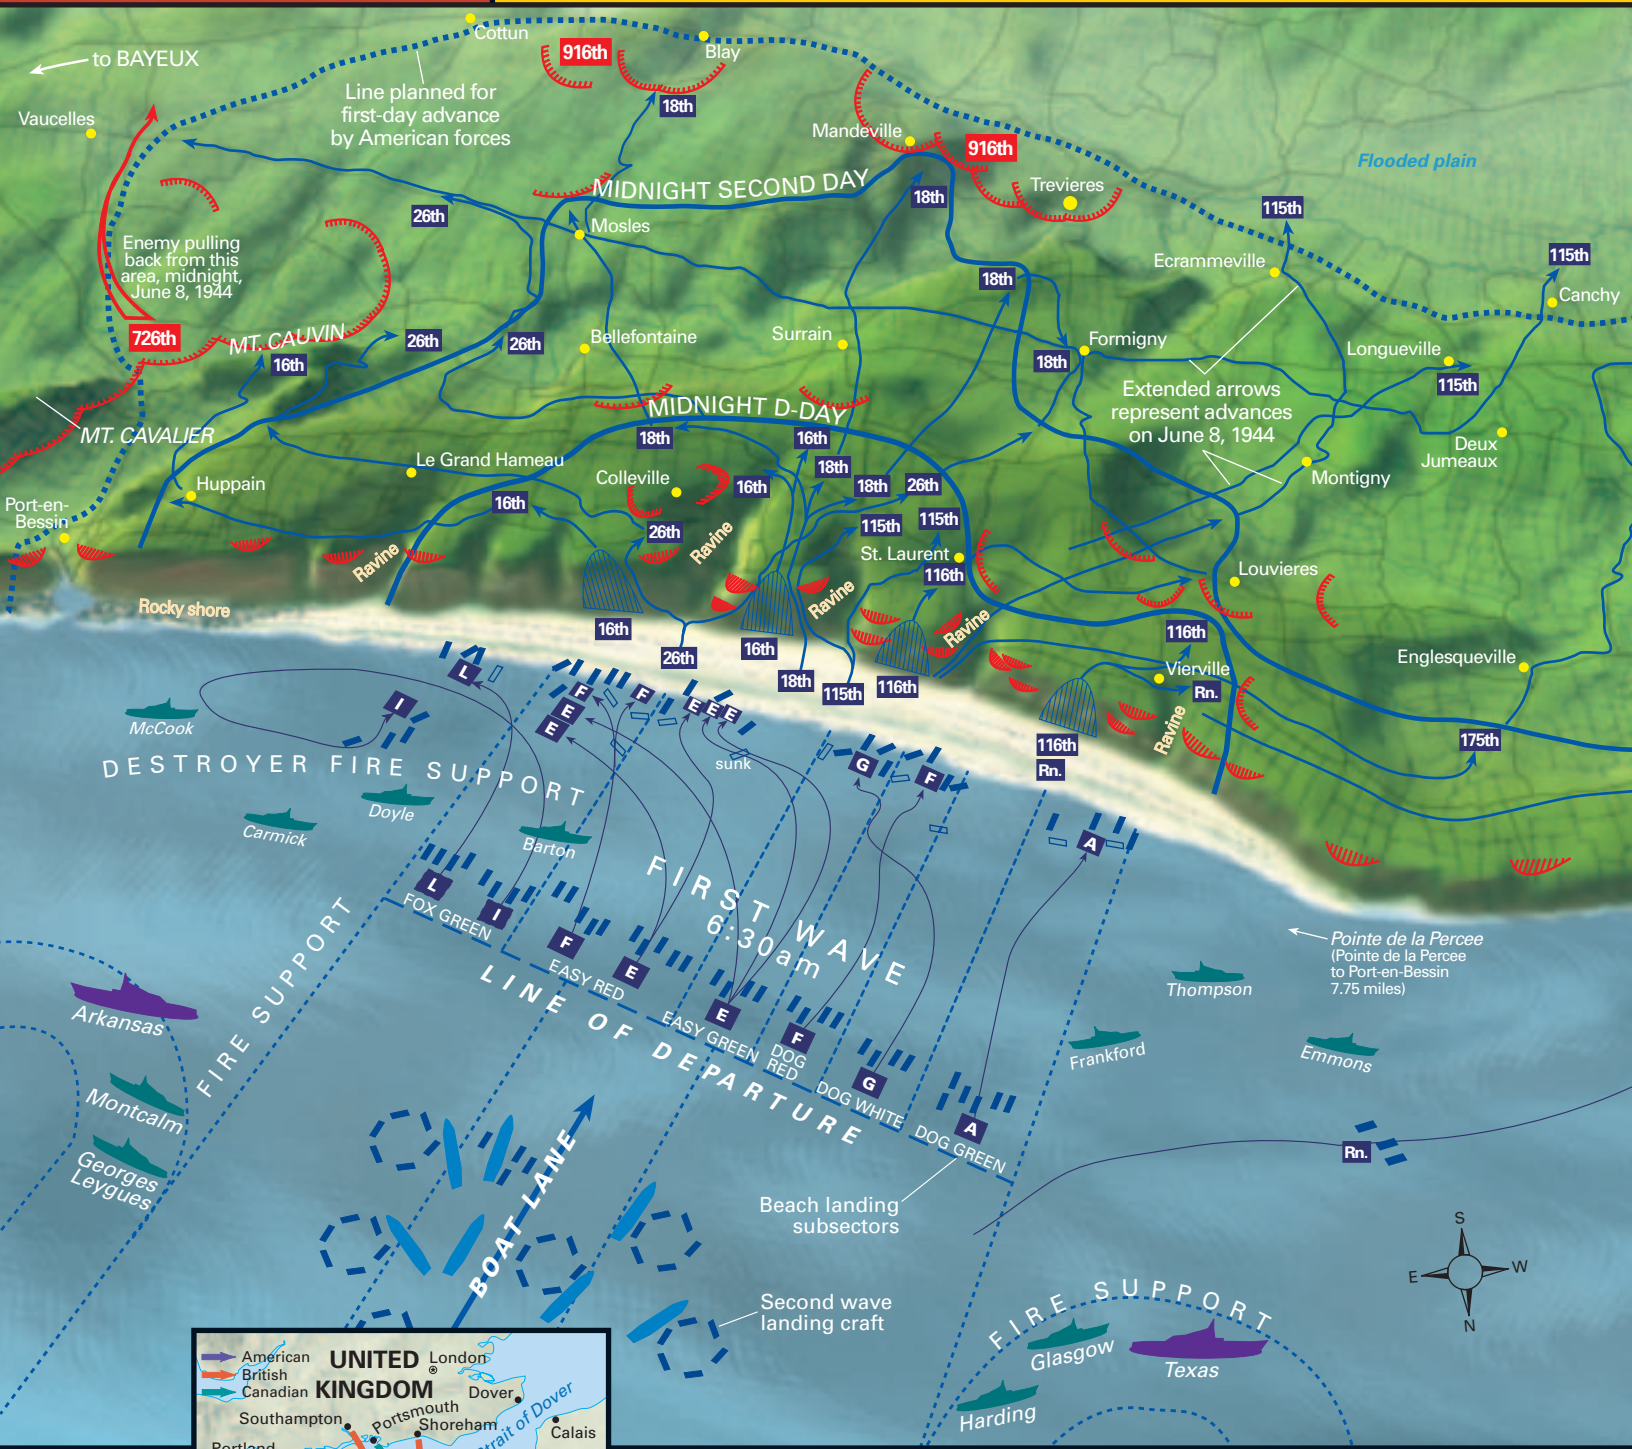 Cottun
916th
Blay
to BAYEUX
Line planned for
first-day advance
by American forces
18th
Vaucelles
Mandeville
916th
Flooded plain
Trevieres
MIDNIGHT SECOND DAY
18th
115th
26th
Mosles
Enemy pulling
back from this
area, midnight,
June 8, 1944
Ecrammeville
115th
18th
Canchy
726th
MT. CAUVIN
26th
26th
Bellefontaine
Surrain
Formigny
Longueville
16th
18th
115th
Extended arrows
represent advances
on June 8, 1944
MIDNIGHT D-DAY
MT. CAVALIER
18th
16th
Deux
Jumeaux
Le Grand Hameau
18th
Huppain
Colleville
16th
18th
26th
Montigny
Port-en-
Bessin
16th
26th
115th
115th
Ravine
Ravine
St. Laurent
116th
Louvieres
Rocky shore
Ravine
Ravine
16th
26th
16th
18th
115th
116th
116th
Vierville
Rn.
Englesqueville
Ravine
175th
116th
Rn.
L
I
F
E
E
F
E
E
E
sunk
G
F
A
McCook
DESTROYER FIRE SUPPORT
Doyle
Carmick
Barton
FIRST WAVE
6:30am
L
FOX GREEN
I
F
EASY RED
E
E
EASY GREEN
F
DOG
RED
G
DOG WHITE
A
DOG GREEN
LINE OF DEPARTURE
FIRE SUPPORT
Arkansas
Montcalm
Georges
Leygues
BOAT LANE
Beach landing
subsectors
Second wave
landing craft
Pointe de la Percee
(Pointe de la Percee
to Port-en-Bessin
7.75 miles)
Thompson
Frankford
Emmons
Rn.
S
E
W
N
FIRE SUPPORT
Glasgow
Texas
Harding
American
British
Canadian
UNITED
KINGDOM
London
Dover
Southampton
Portsmouth
Shoreham
Strait of Dover
Calais
Portland